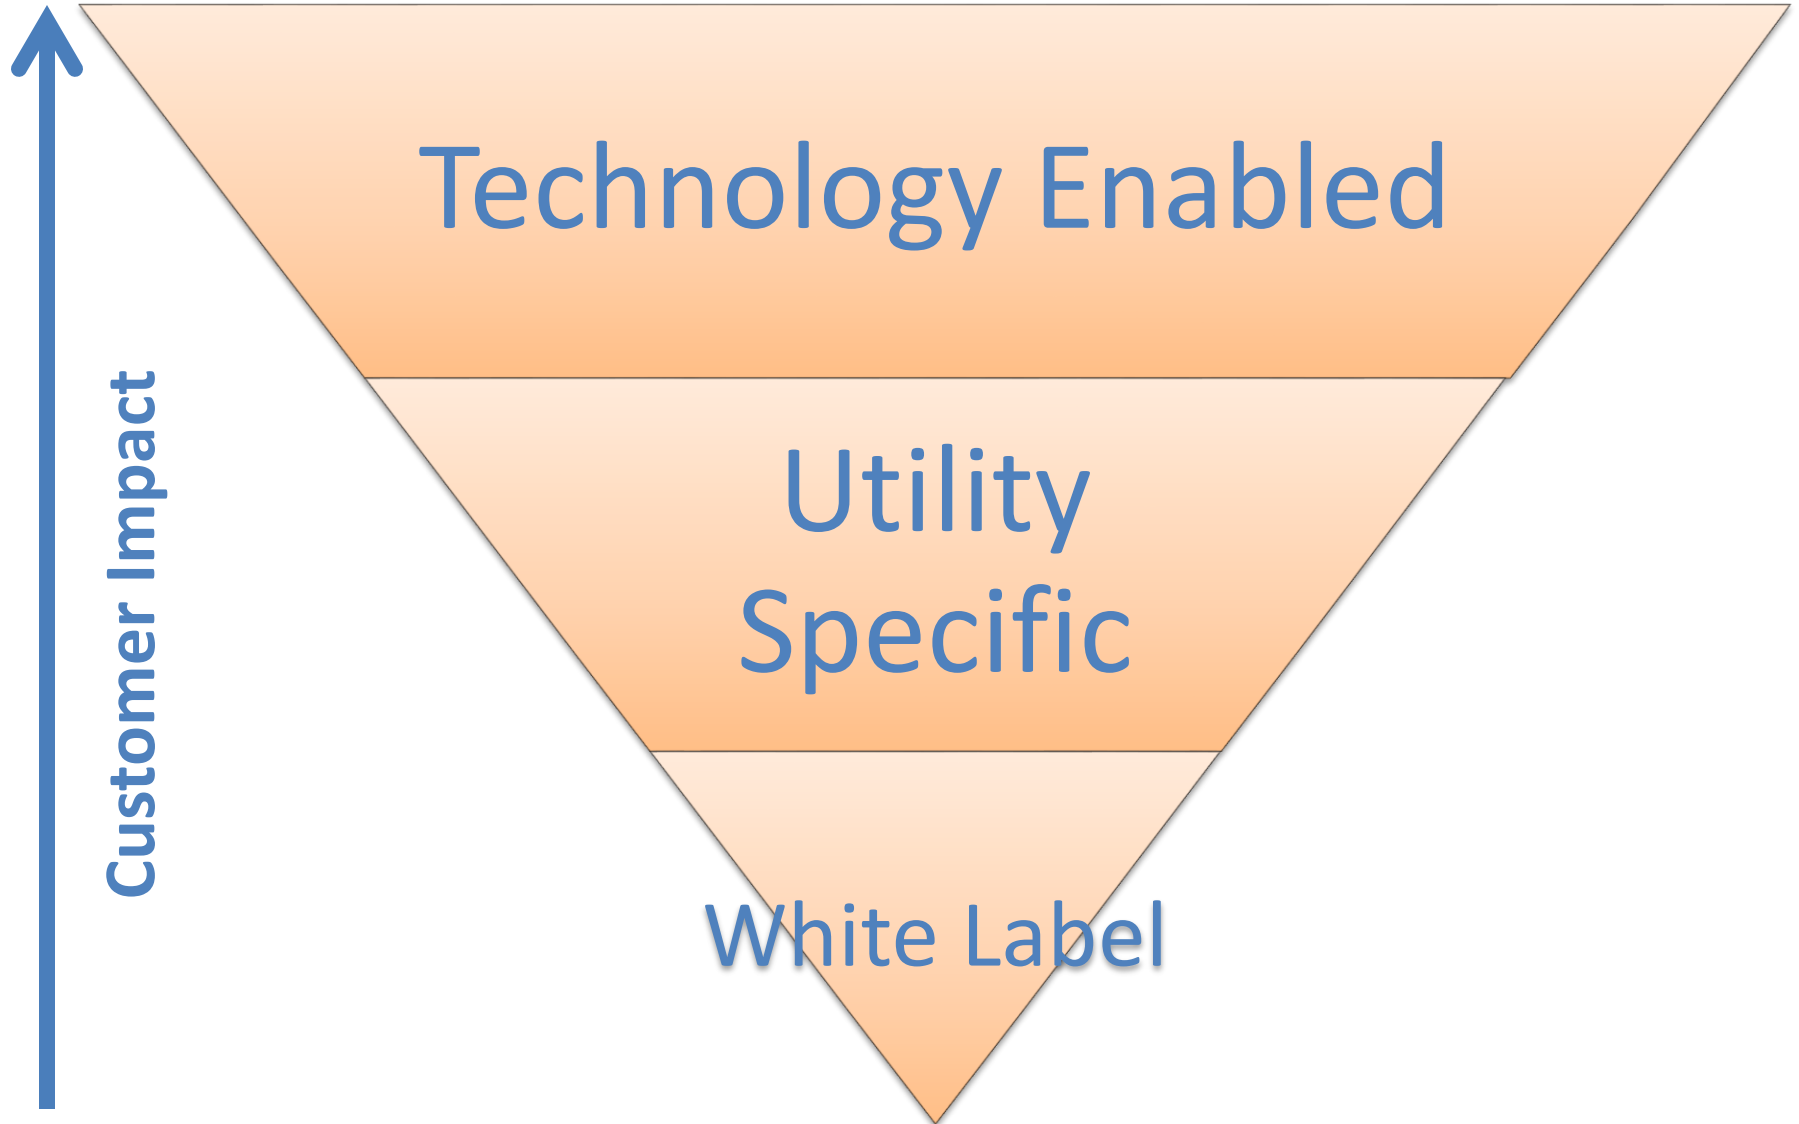 Technology Enabled
Utility
Specific
White Label
Customer Impact